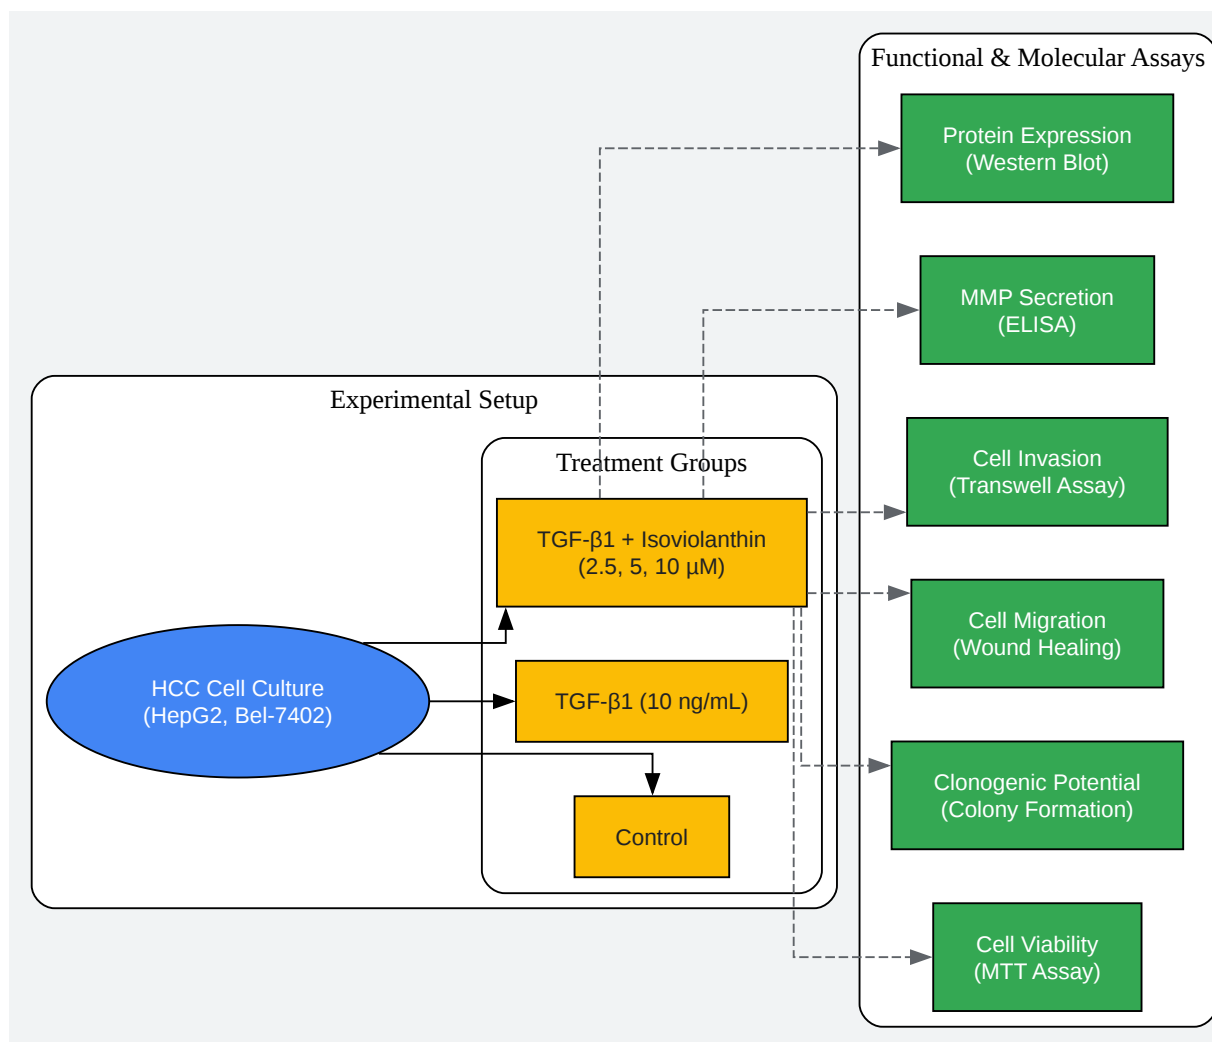 Functional & Molecular Assays
Protein Expression
(Western Blot)
MMP Secretion
(ELISA)
Cell Invasion
(Transwell Assay)
Cell Migration
(Wound Healing)
Clonogenic Potential
(Colony Formation)
Cell Viability
(MTT Assay)
Experimental Setup
Treatment Groups
TGF-β1 + Isoviolanthin
(2.5, 5, 10 µM)
TGF-β1 (10 ng/mL)
Control
HCC Cell Culture
(HepG2, Bel-7402)